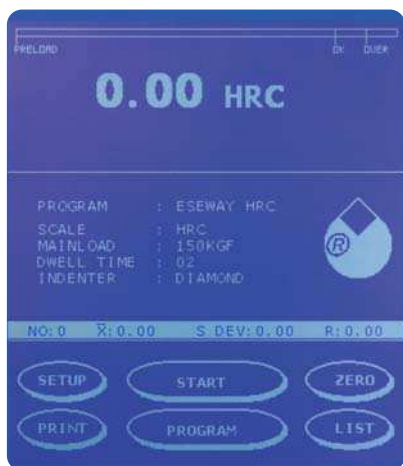 PRELOAD OK OVER
0.00 HRC
PROGRAM : ESEWAY HRC
SCALE : HRC
MAINLOAD : 150KGF
DWELL TIME : 02
INDENTER : DIAMOND
®
NO:0 X̄:0.00 S DEV:0.00 R:0.00
SETUP START ZERO
PRINT PROGRAM LIST